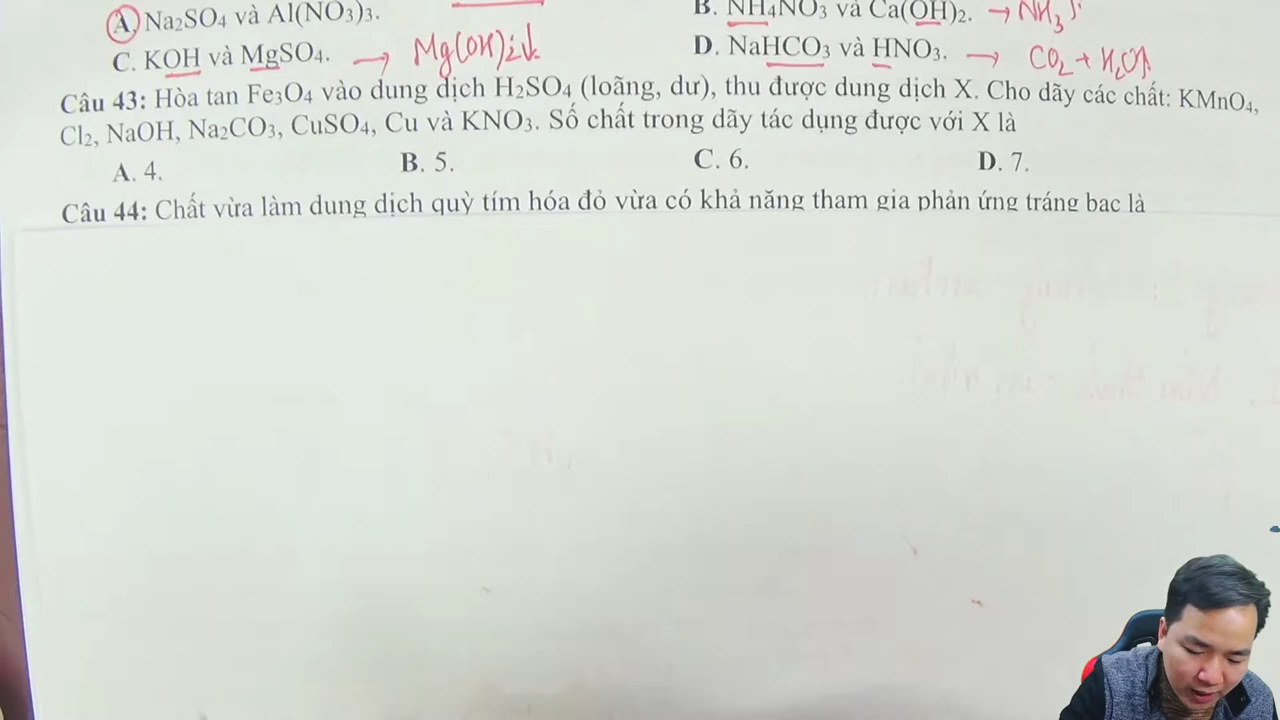 A. Na₂SO₄ và Al(NO₃)₃.
B. NH₄NO₃ và Ca(OH)₂. → NH₃
C. KOH và MgSO₄. → Mg(OH)₂↓
D. NaHCO₃ và HNO₃. → CO₂ + H₂O
Câu 43: Hòa tan Fe₃O₄ vào dung dịch H₂SO₄ (loãng, dư), thu được dung dịch X. Cho dãy các chất: KMnO₄,
Cl₂, NaOH, Na₂CO₃, CuSO₄, Cu và KNO₃. Số chất trong dãy tác dụng được với X là
A. 4. B. 5. C. 6. D. 7.
Câu 44: Chất vừa làm dung dịch quỳ tím hóa đỏ vừa có khả năng tham gia phản ứng tráng bạc là